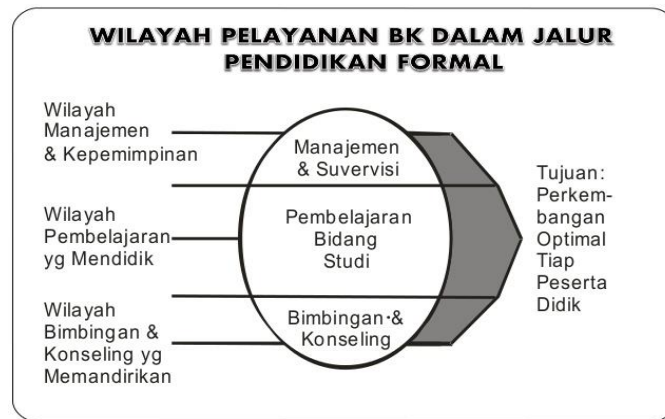 WILAYAH PELAYANAN BK DALAM JALUR
PENDIDIKAN FORMAL
Wilayah
Manajemen
& Kepemimpinan
Manajemen
& Suvervisi
Wilayah
Pembelajaran
yg Mendidik
Pembelajaran
Bidang
Studi
Wilayah
Bimbingan &
Konseling yg
Memandirikan
Bimbingan·&
Konseling
Tujuan:
Perkem-
bangan
Optimal
Tiap
Peserta
Didik